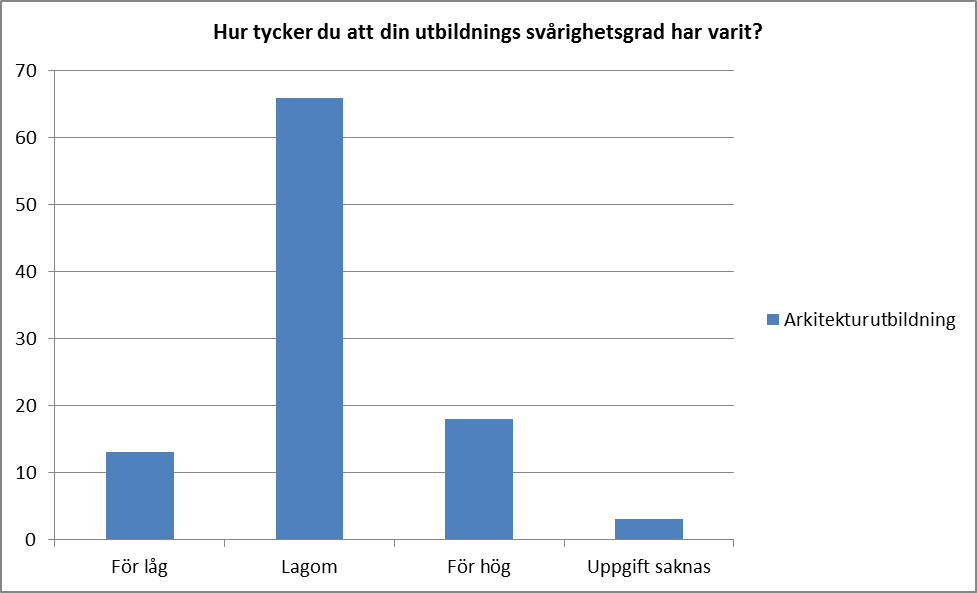 Hur tycker du att din utbildnings svårighetsgrad har varit?
70
60
50
40
30
20
10
0
För låg
Lagom
För hög
Uppgift saknas
Arkitekturutbildning